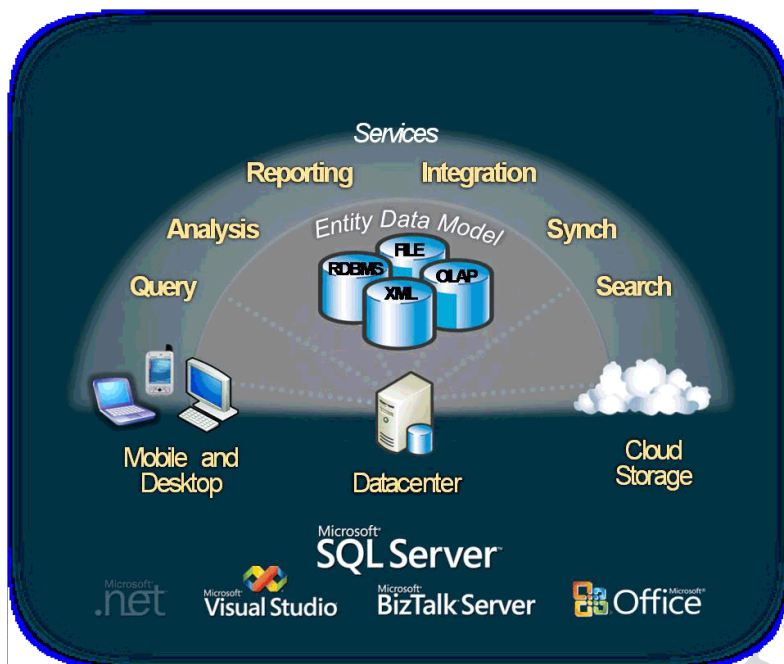 Services
Reporting Integration
Analysis Entity Data Model Synch
FILE
RDBMS OLAP
Query XML Search
Mobile and
Desktop
Datacenter
Cloud
Storage
Microsoft®
SQL Server™
Microsoft®
.net
Microsoft®
Visual Studio
Microsoft®
BizTalk Server
Microsoft®
Office